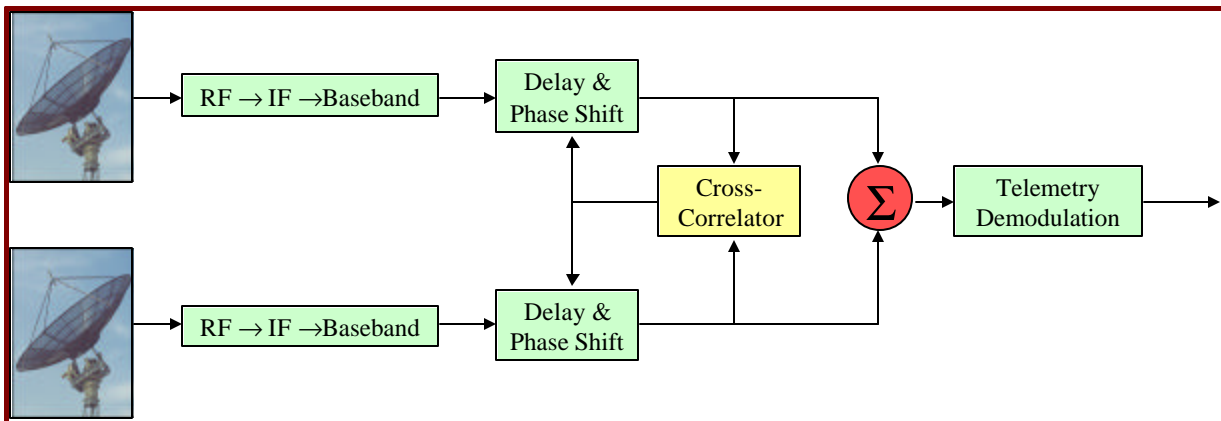 RF → IF →Baseband
Delay &
Phase Shift
Cross-
Correlator
Σ
Telemetry
Demodulation
RF → IF →Baseband
Delay &
Phase Shift